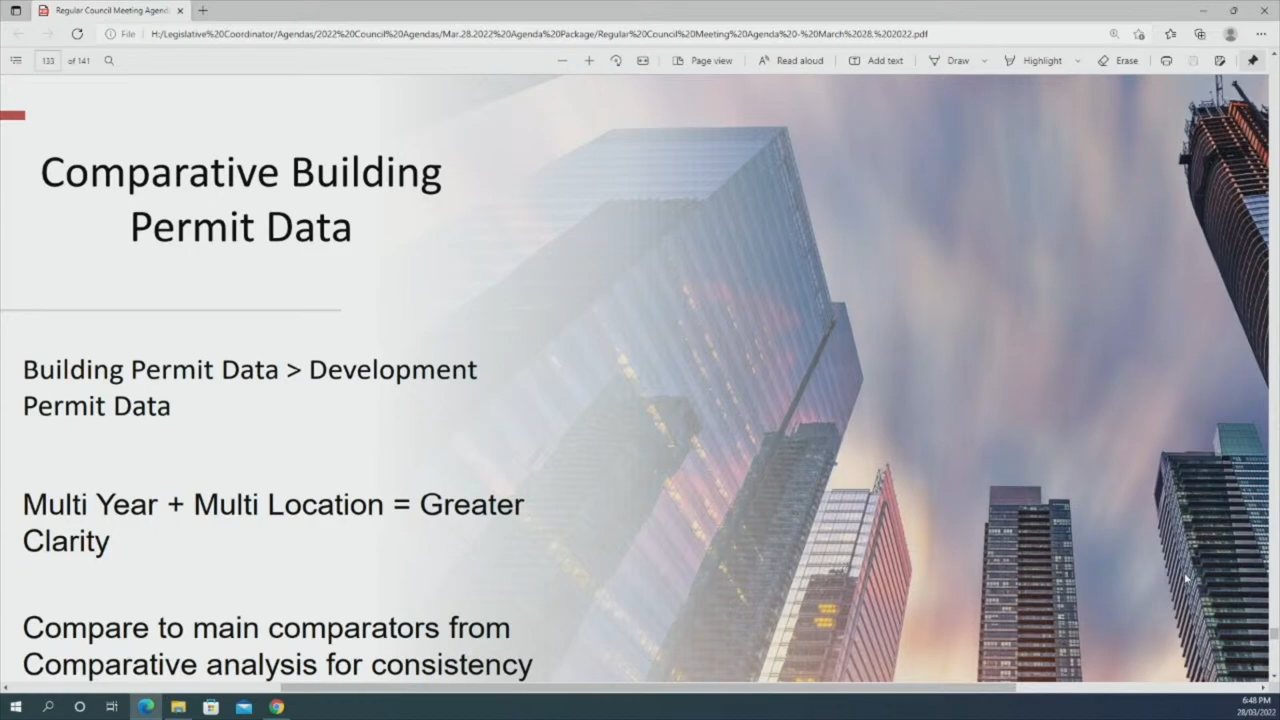 Regular Council Meeting Agend
File
H:/Legislative%20Coordinator/Agendas/2022%20Council%20Agendas/Mar.28.2022%20Agenda%20Package/Regular%20Council%20Meeting%20Agenda%20-%20March%2028.%202022.pdf
133 of 141
Page view
Read aloud
Add text
Draw
Highlight
Erase
Comparative Building
Permit Data
Building Permit Data > Development
Permit Data
Multi Year + Multi Location = Greater
Clarity
Compare to main comparators from
Comparative analysis for consistency
6:48 PM
28/03/2022